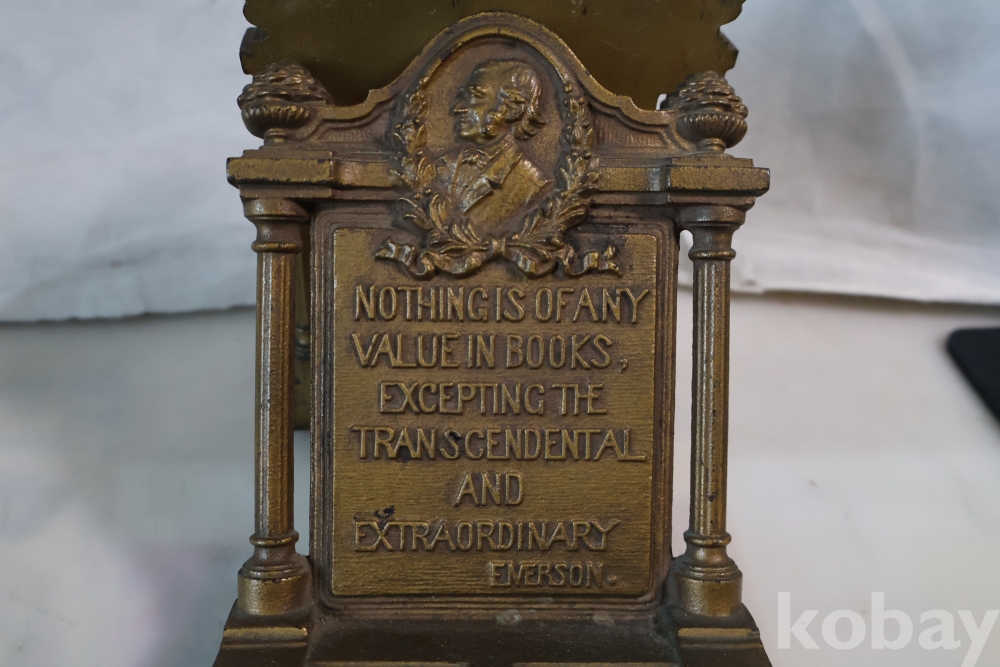 NOTHING IS OF ANY
VALUE IN BOOKS,
EXCEPTING THE
TRANSCENDENTAL
AND
EXTRAORDINARY
EMERSON.
kobay